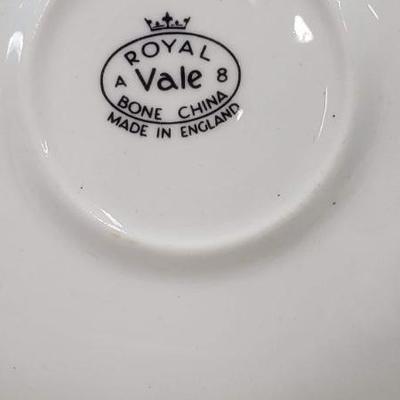 ROYAL
A Vale 8
BONE CHINA
MADE IN ENGLAND